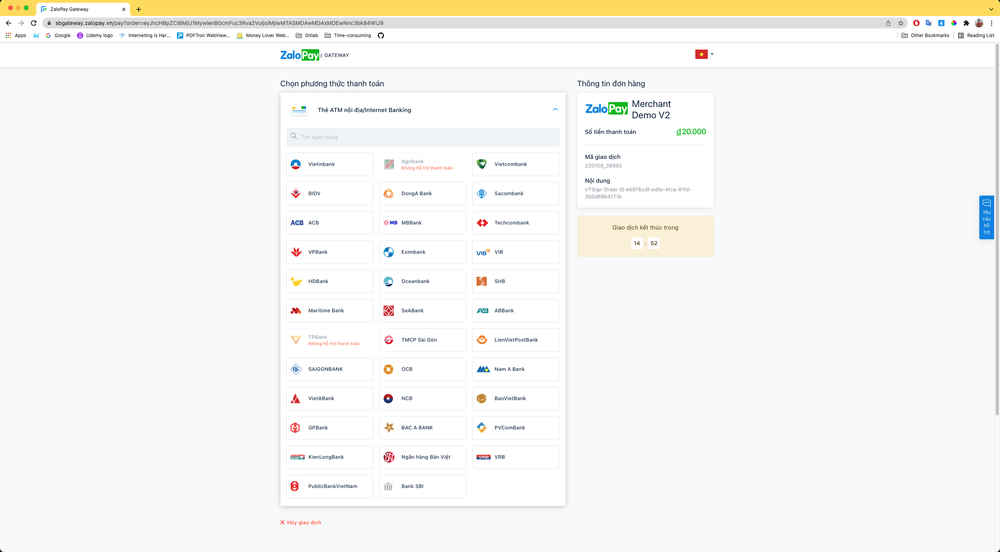 ZaloPay Gateway
sbgateway.zalopay.vn/pay?order=eyJhcHBpZCI6MjU1MywienB0cmFuc3Rva2VuIjoiMjIwMTA5MDAwMDAxMDEwNnc3bk84WiJ9
Apps
TIKI
Google
Udemy logo
Interneting Is Har...
PDFTron WebView...
Money Lover Web...
Gitlab
Time-consuming
Other Bookmarks
Reading List
ZaloPay | GATEWAY
Chọn phương thức thanh toán
Thẻ ATM nội địa/Internet Banking
Tìm ngân hàng
Vietinbank
Agribank
Không hỗ trợ thanh toán
Vietcombank
BIDV
DongA Bank
Sacombank
ACB ACB
MB MBBank
Techcombank
VPBank
Eximbank
VIB VIB
HDBank
Oceanbank
SHB
Maritime Bank
SeABank
AB ABBank
TPBank
Không hỗ trợ thanh toán
TMCP Sài Gòn
LienVietPostBank
SAIGONBANK
OCB
Nam A Bank
VietABank
NCB
BaoVietBank
GPBank
BAC A BANK
PVComBank
BANK KienLongBank
Ngân hàng Bản Việt
VRB VRB
PublicBankVietNam
Bank SBI
Hủy giao dịch
Thông tin đơn hàng
ZaloPay
Merchant
Demo V2
Số tiền thanh toán
₫20.000
Mã giao dịch
220109_38992
Nội dung
VTSign Order ID e6976cdf-edfe-4fca-81fd-
3b0d69b4171b
Giao dịch kết thúc trong
14 : 52
Yêu
cầu
hỗ
trợ